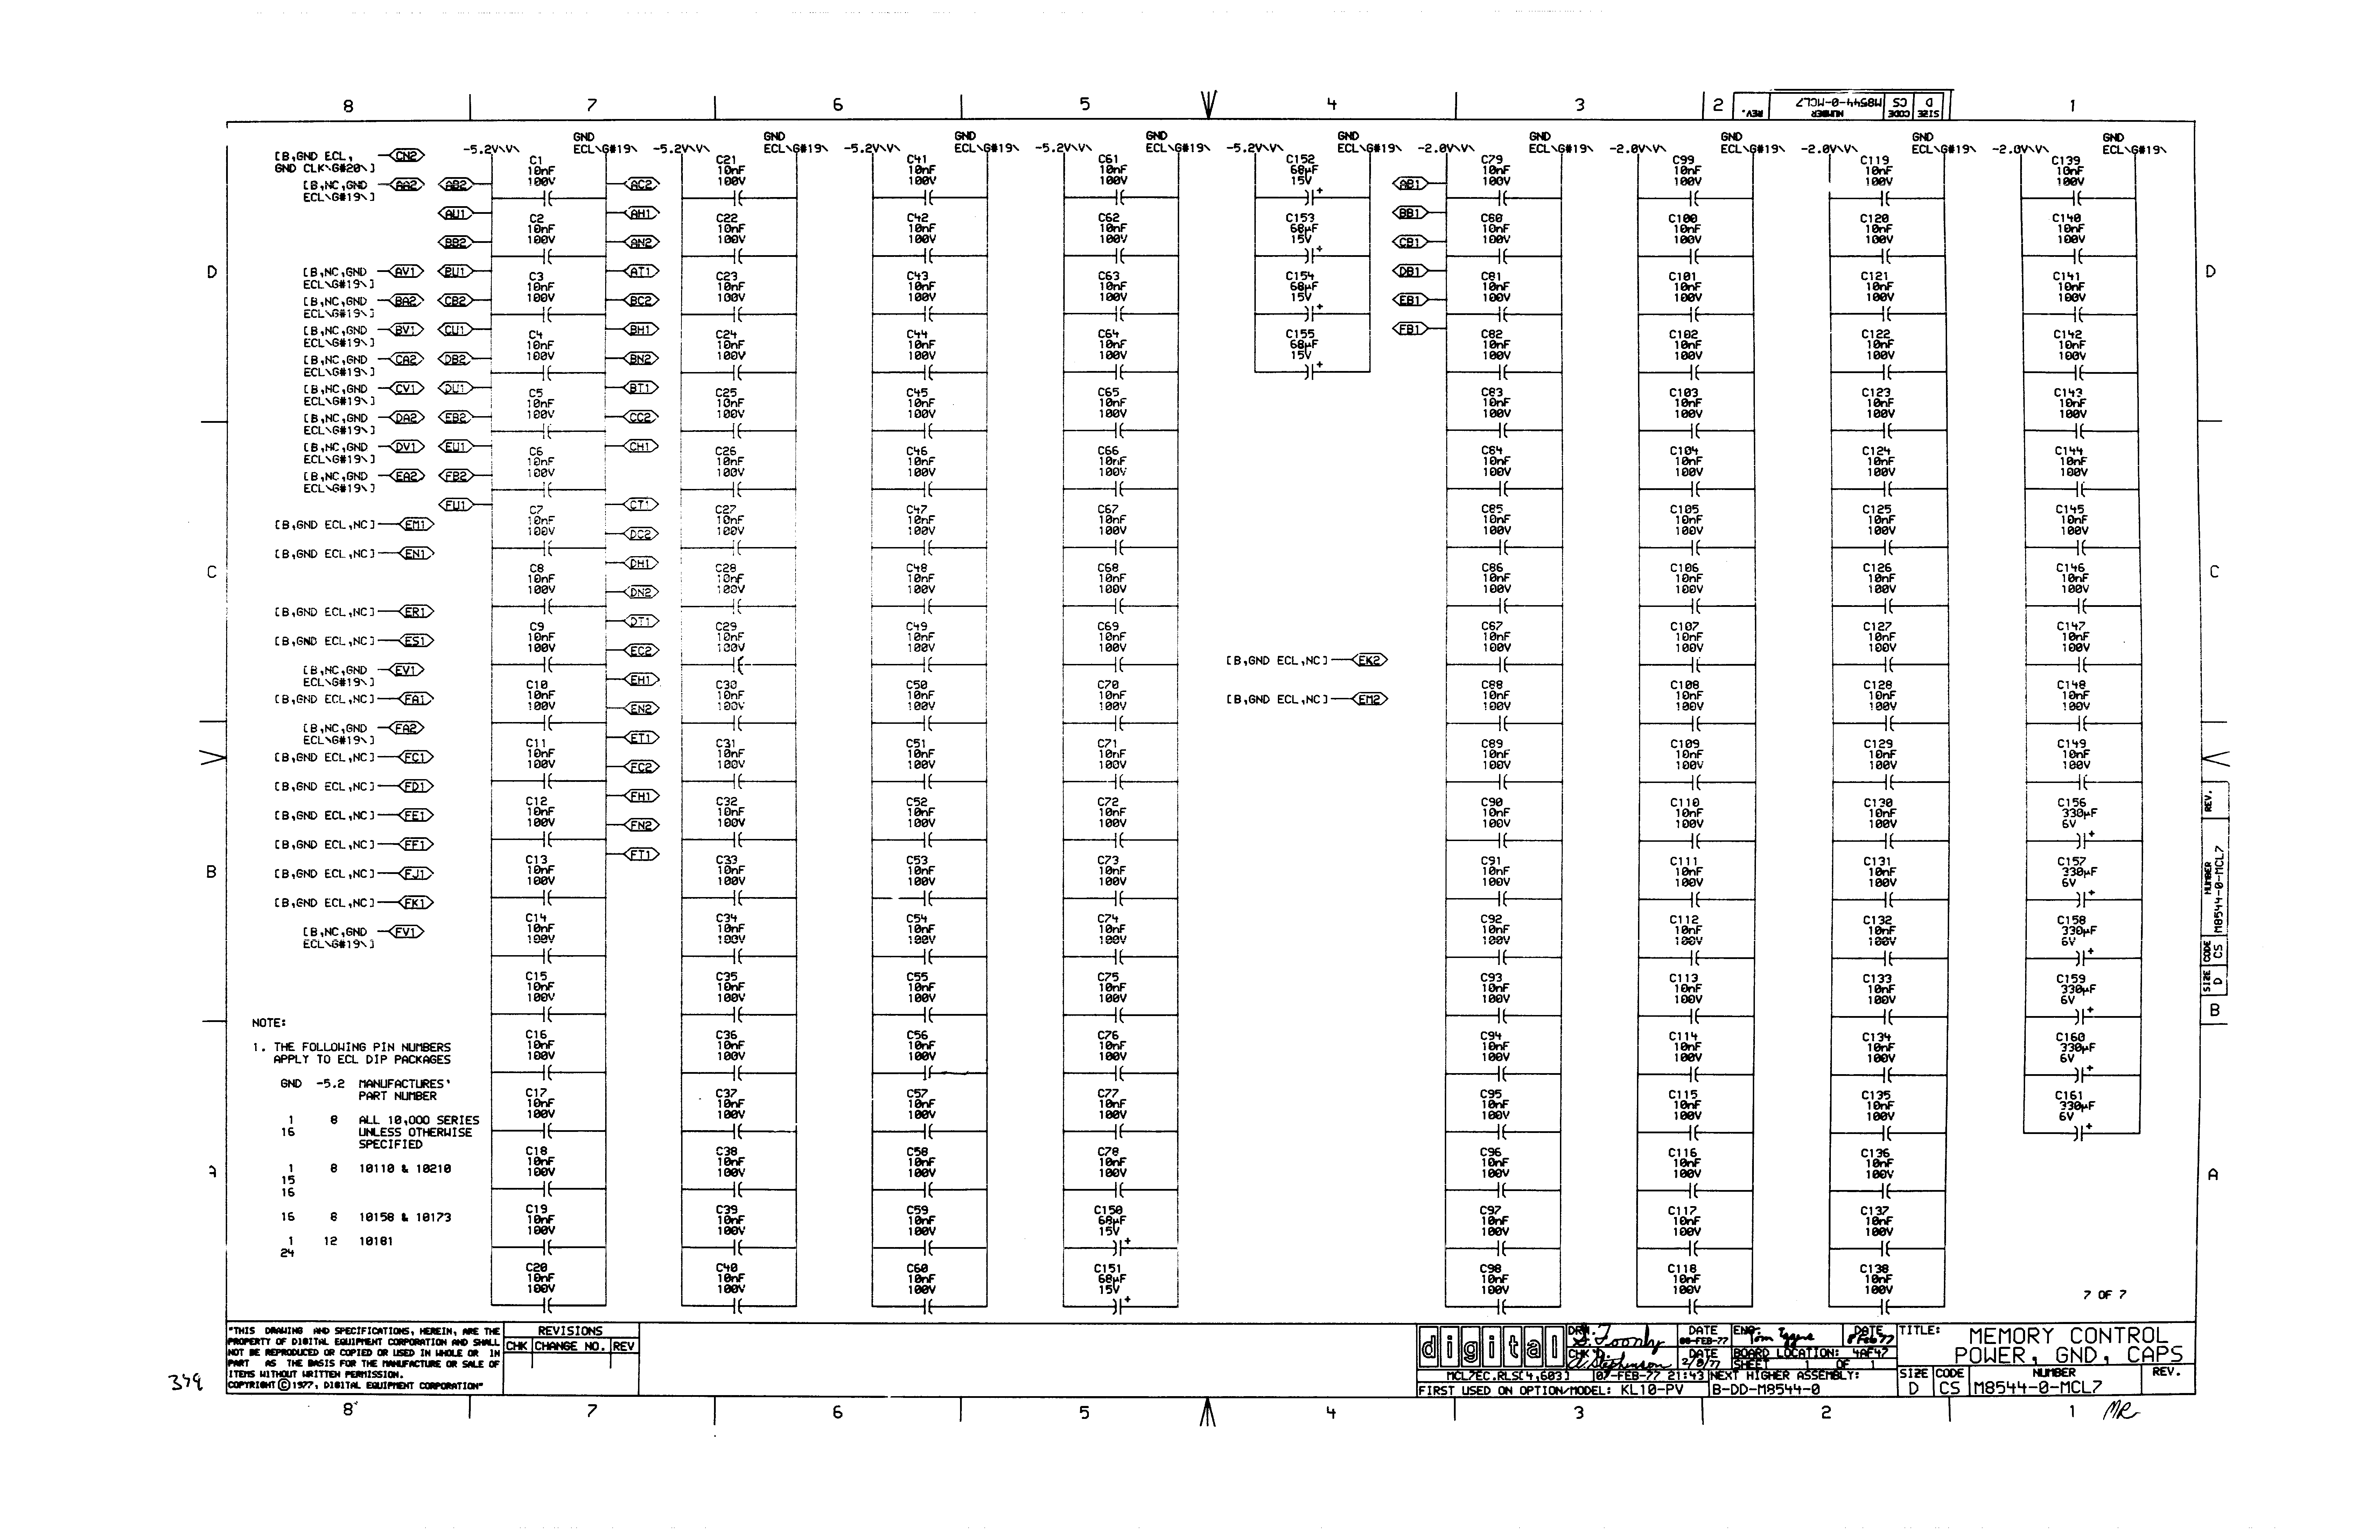 8 7 6 5 4 3 2 1
REV. NUMBER M8544-0-MCL7 CODE CS SIZE D
GND GND GND GND GND GND GND GND GND
-5.2V\V\ ECL\G#19\ -5.2V\V\ ECL\G#19\ -5.2V\V\ ECL\G#19\ -5.2V\V\ ECL\G#19\ -5.2V\V\ ECL\G#19\ -2.0V\V\ ECL\G#19\ -2.0V\V\ ECL\G#19\ -2.0V\V\ ECL\G#19\ -2.0V\V\ ECL\G#19\
[B,GND ECL, CN2
GND CLK\G#20\]
[B,NC,GND AA2 AB2
ECL\G#19\]
AU1
BB2
[B,NC,GND AV1 BU1
ECL\G#19\]
[B,NC,GND BA2 CB2
ECL\G#19\]
[B,NC,GND BV1 CU1
ECL\G#19\]
[B,NC,GND CA2 DB2
ECL\G#19\]
[B,NC,GND CV1 DU1
ECL\G#19\]
[B,NC,GND DA2 EB2
ECL\G#19\]
[B,NC,GND DV1 EU1
ECL\G#19\]
[B,NC,GND EA2 FB2
ECL\G#19\]
FU1
[B,GND ECL,NC] EM1
[B,GND ECL,NC] EN1
[B,GND ECL,NC] ER1
[B,GND ECL,NC] ES1
[B,NC,GND EV1
ECL\G#19\]
[B,GND ECL,NC] FA1
[B,NC,GND FA2
ECL\G#19\]
[B,GND ECL,NC] FC1
[B,GND ECL,NC] FD1
[B,GND ECL,NC] FE1
[B,GND ECL,NC] FF1
[B,GND ECL,NC] FJ1
[B,GND ECL,NC] FK1
[B,NC,GND FV1
ECL\G#19\]
AC2
AH1
AN2
AT1
BC2
BH1
BN2
BT1
CC2
CH1
CT1
DC2
DH1
DN2
DT1
EC2
EH1
EN2
ET1
FC2
FH1
FN2
FT1
AB1
BB1
CB1
DB1
EB1
FB1
[B,GND ECL,NC] EK2
[B,GND ECL,NC] EM2
C1 C21 C41 C61 C152 C79 C99 C119 C139
10nF 10nF 10nF 10nF 68µF 10nF 10nF 10nF 10nF
100V 100V 100V 100V 15V 100V 100V 100V 100V
C2 C22 C42 C62 C153 C80 C100 C120 C140
10nF 10nF 10nF 10nF 68µF 10nF 10nF 10nF 10nF
100V 100V 100V 100V 15V 100V 100V 100V 100V
C3 C23 C43 C63 C154 C81 C101 C121 C141
10nF 10nF 10nF 10nF 68µF 10nF 10nF 10nF 10nF
100V 100V 100V 100V 15V 100V 100V 100V 100V
C4 C24 C44 C64 C155 C82 C102 C122 C142
10nF 10nF 10nF 10nF 68µF 10nF 10nF 10nF 10nF
100V 100V 100V 100V 15V 100V 100V 100V 100V
C5 C25 C45 C65 C83 C103 C123 C143
10nF 10nF 10nF 10nF 10nF 10nF 10nF 10nF
100V 100V 100V 100V 100V 100V 100V 100V
C6 C26 C46 C66 C84 C104 C124 C144
10nF 10nF 10nF 10nF 10nF 10nF 10nF 10nF
100V 100V 100V 100V 100V 100V 100V 100V
C7 C27 C47 C67 C85 C105 C125 C145
10nF 10nF 10nF 10nF 10nF 10nF 10nF 10nF
100V 100V 100V 100V 100V 100V 100V 100V
C8 C28 C48 C68 C86 C106 C126 C146
10nF 10nF 10nF 10nF 10nF 10nF 10nF 10nF
100V 100V 100V 100V 100V 100V 100V 100V
C9 C29 C49 C69 C87 C107 C127 C147
10nF 10nF 10nF 10nF 10nF 10nF 10nF 10nF
100V 100V 100V 100V 100V 100V 100V 100V
C10 C30 C50 C70 C88 C108 C128 C148
10nF 10nF 10nF 10nF 10nF 10nF 10nF 10nF
100V 100V 100V 100V 100V 100V 100V 100V
C11 C31 C51 C71 C89 C109 C129 C149
10nF 10nF 10nF 10nF 10nF 10nF 10nF 10nF
100V 100V 100V 100V 100V 100V 100V 100V
C12 C32 C52 C72 C90 C110 C130 C156
10nF 10nF 10nF 10nF 10nF 10nF 10nF 330µF
100V 100V 100V 100V 100V 100V 100V 6V
C13 C33 C53 C73 C91 C111 C131 C157
10nF 10nF 10nF 10nF 10nF 10nF 10nF 330µF
100V 100V 100V 100V 100V 100V 100V 6V
C14 C34 C54 C74 C92 C112 C132 C158
10nF 10nF 10nF 10nF 10nF 10nF 10nF 330µF
100V 100V 100V 100V 100V 100V 100V 6V
C15 C35 C55 C75 C93 C113 C133 C159
10nF 10nF 10nF 10nF 10nF 10nF 10nF 330µF
100V 100V 100V 100V 100V 100V 100V 6V
C16 C36 C56 C76 C94 C114 C134 C160
10nF 10nF 10nF 10nF 10nF 10nF 10nF 330µF
100V 100V 100V 100V 100V 100V 100V 6V
C17 C37 C57 C77 C95 C115 C135 C161
10nF 10nF 10nF 10nF 10nF 10nF 10nF 330µF
100V 100V 100V 100V 100V 100V 100V 6V
C18 C38 C58 C78 C96 C116 C136
10nF 10nF 10nF 10nF 10nF 10nF 10nF
100V 100V 100V 100V 100V 100V 100V
C19 C39 C59 C150 C97 C117 C137
10nF 10nF 10nF 68µF 10nF 10nF 10nF
100V 100V 100V 15V 100V 100V 100V
C20 C40 C60 C151 C98 C118 C138
10nF 10nF 10nF 68µF 10nF 10nF 10nF
100V 100V 100V 15V 100V 100V 100V
D D
C C
B B
A A
SIZE D CODE CS NUMBER M8544-0-MCL7 REV.
NOTE:
1. THE FOLLOWING PIN NUMBERS
APPLY TO ECL DIP PACKAGES
GND -5.2 MANUFACTURES'
PART NUMBER
1 8 ALL 10,000 SERIES
16 UNLESS OTHERWISE
SPECIFIED
1 8 10110 & 10210
15
16
16 8 10158 & 10173
1 12 10181
24
7 OF 7
"THIS DRAWING AND SPECIFICATIONS, HEREIN, ARE THE
PROPERTY OF DIGITAL EQUIPMENT CORPORATION AND SHALL
NOT BE REPRODUCED OR COPIED OR USED IN WHOLE OR IN
PART AS THE BASIS FOR THE MANUFACTURE OR SALE OF
ITEMS WITHOUT WRITTEN PERMISSION.
COPYRIGHT © 1977, DIGITAL EQUIPMENT CORPORATION"
REVISIONS
CHK CHANGE NO. REV
digital
DRN. DATE ENG. DATE
08-FEB-77 8 Feb 77
CHK'D. A. Stephenson DATE 2/8/77
BOARD LOCATION: 4AF47
SHEET 1 OF 1
MCL7EC.RLS[4,603] 07-FEB-77 21:43 NEXT HIGHER ASSEMBLY:
FIRST USED ON OPTION/MODEL: KL10-PV B-DD-M8544-0
TITLE: MEMORY CONTROL
POWER, GND, CAPS
SIZE CODE NUMBER REV.
D CS M8544-0-MCL7
8 7 6 5 4 3 2 1
MR